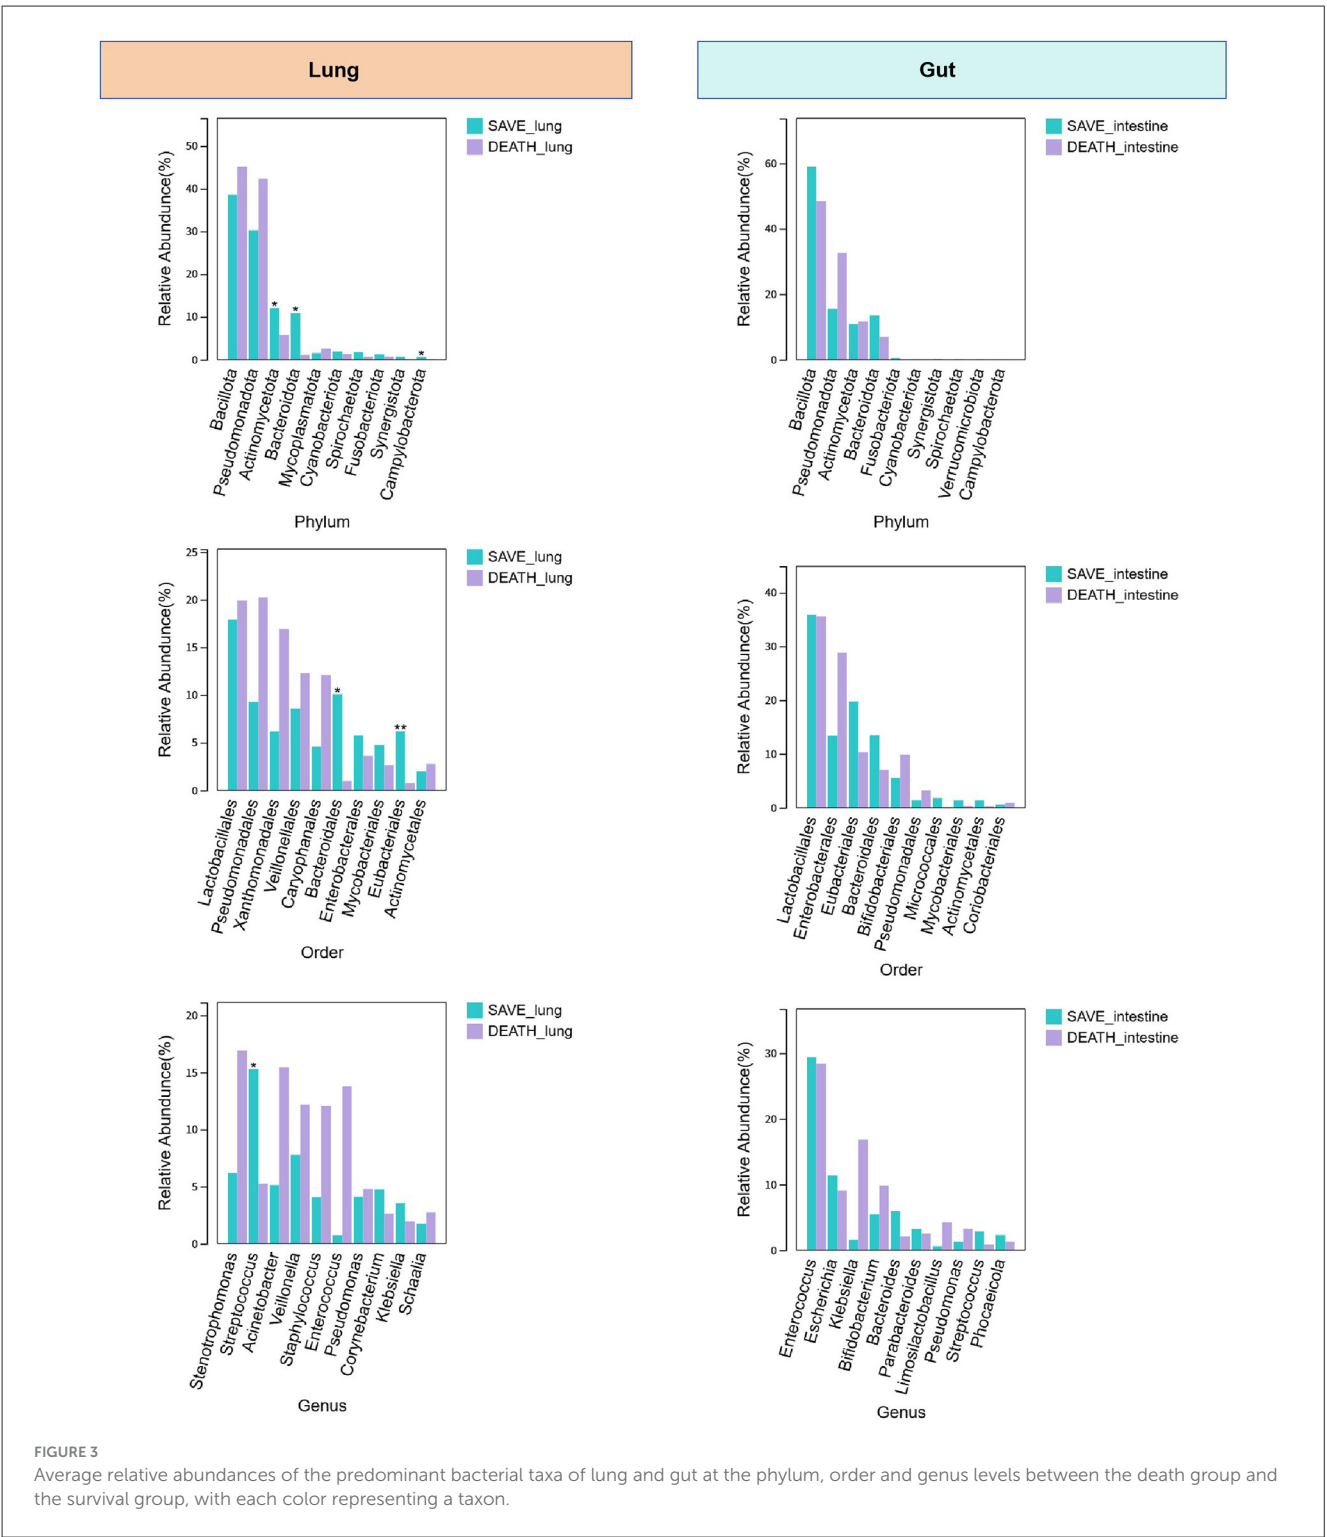 Lung
Gut
SAVE_lung
DEATH_lung
Relative Abundunce(%)
50
40
30
20
10
0
Bacillota
Pseudomonadota
Actinomycetota
Bacteroidota
Mycoplasmatota
Cyanobacteriota
Spirochaetota
Fusobacteriota
Synergistota
Campylobacterota
*
*
*
Phylum
SAVE_intestine
DEATH_intestine
Relative Abundunce(%)
60
40
20
0
Bacillota
Pseudomonadota
Actinomycetota
Bacteroidota
Fusobacteriota
Cyanobacteriota
Synergistota
Spirochaetota
Verrucomicrobiota
Campylobacterota
Phylum
SAVE_lung
DEATH_lung
Relative Abundunce(%)
25
20
15
10
5
0
Lactobacillales
Pseudomonadales
Xanthomonadales
Veillonellales
Caryophanales
Bacteroidales
Enterobacterales
Mycobacteriales
Eubacteriales
Actinomycetales
*
**
Order
SAVE_intestine
DEATH_intestine
Relative Abundunce(%)
40
30
20
10
0
Lactobacillales
Enterobacterales
Eubacteriales
Bacteroidales
Bifidobacteriales
Pseudomonadales
Micrococcales
Mycobacteriales
Actinomycetales
Coriobacteriales
Order
SAVE_lung
DEATH_lung
Relative Abundunce(%)
20
15
10
5
0
Stenotrophomonas
Streptococcus
Acinetobacter
Veillonella
Staphylococcus
Enterococcus
Pseudomonas
Corynebacterium
Klebsiella
Schaalia
*
Genus
SAVE_intestine
DEATH_intestine
Relative Abundunce(%)
30
20
10
0
Enterococcus
Escherichia
Klebsiella
Bifidobacterium
Bacteroides
Parabacteroides
Limosilactobacillus
Pseudomonas
Streptococcus
Phocaeicola
Genus
FIGURE 3
Average relative abundances of the predominant bacterial taxa of lung and gut at the phylum, order and genus levels between the death group and
the survival group, with each color representing a taxon.